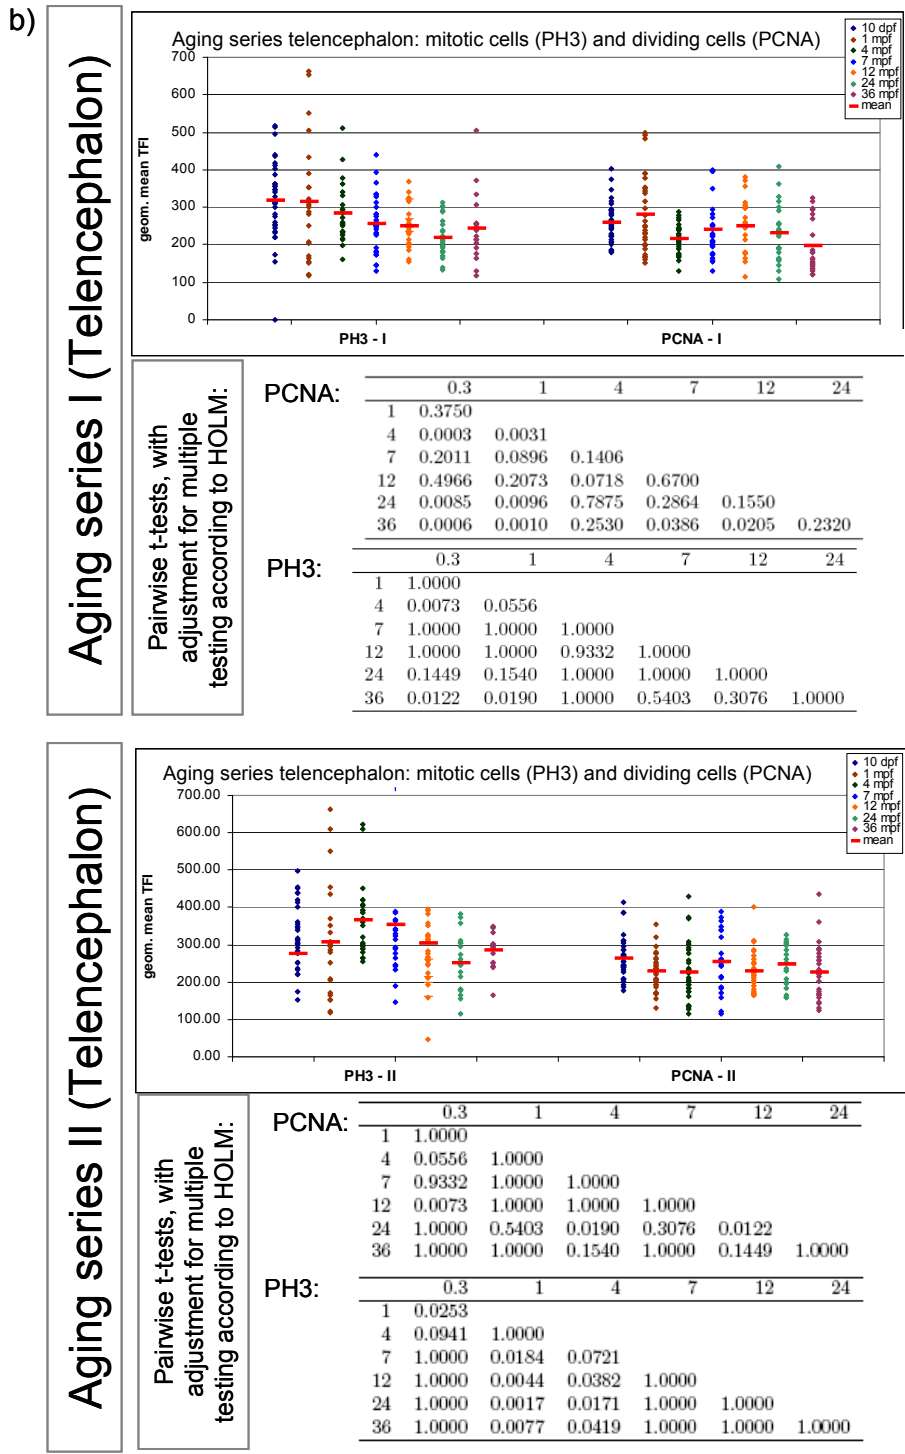 b)
Aging series I (Telencephalon)
Aging series telencephalon: mitotic cells (PH3) and dividing cells (PCNA)
geom. mean TFI
700
600
500
400
300
200
100
0
PH3 - I
PCNA - I
10 dpf
1 mpf
4 mpf
7 mpf
12 mpf
24 mpf
36 mpf
mean
Pairwise t-tests, with
adjustment for multiple
testing according to HOLM:
PCNA:
0.3 1 4 7 12 24
1 0.3750
4 0.0003 0.0031
7 0.2011 0.0896 0.1406
12 0.4966 0.2073 0.0718 0.6700
24 0.0085 0.0096 0.7875 0.2864 0.1550
36 0.0006 0.0010 0.2530 0.0386 0.0205 0.2320
PH3:
0.3 1 4 7 12 24
1 1.0000
4 0.0073 0.0556
7 1.0000 1.0000 1.0000
12 1.0000 1.0000 0.9332 1.0000
24 0.1449 0.1540 1.0000 1.0000 1.0000
36 0.0122 0.0190 1.0000 0.5403 0.3076 1.0000
Aging series II (Telencephalon)
Aging series telencephalon: mitotic cells (PH3) and dividing cells (PCNA)
geom. mean TFI
700.00
600.00
500.00
400.00
300.00
200.00
100.00
0.00
PH3 - II
PCNA - II
10 dpf
1 mpf
4 mpf
7 mpf
12 mpf
24 mpf
36 mpf
mean
Pairwise t-tests, with
adjustment for multiple
testing according to HOLM:
PCNA:
0.3 1 4 7 12 24
1 1.0000
4 0.0556 1.0000
7 0.9332 1.0000 1.0000
12 0.0073 1.0000 1.0000 1.0000
24 1.0000 0.5403 0.0190 0.3076 0.0122
36 1.0000 1.0000 0.1540 1.0000 0.1449 1.0000
PH3:
0.3 1 4 7 12 24
1 0.0253
4 0.0941 1.0000
7 1.0000 0.0184 0.0721
12 1.0000 0.0044 0.0382 1.0000
24 1.0000 0.0017 0.0171 1.0000 1.0000
36 1.0000 0.0077 0.0419 1.0000 1.0000 1.0000